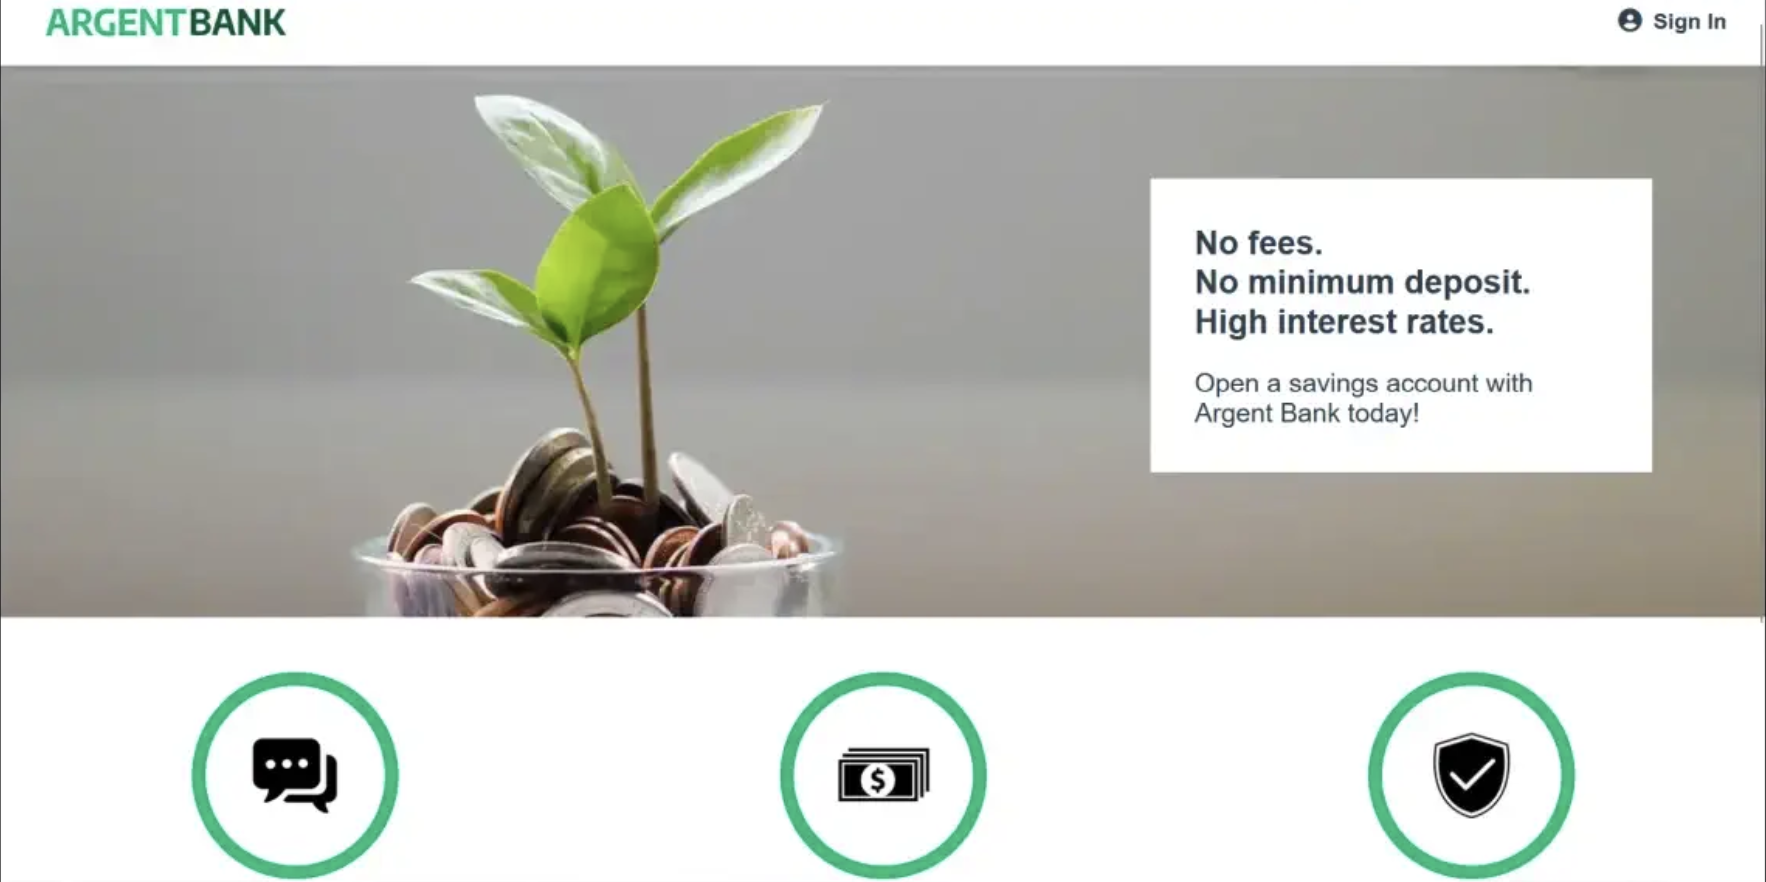 ARGENTBANK
Sign In
No fees.
No minimum deposit.
High interest rates.
Open a savings account with
Argent Bank today!
$